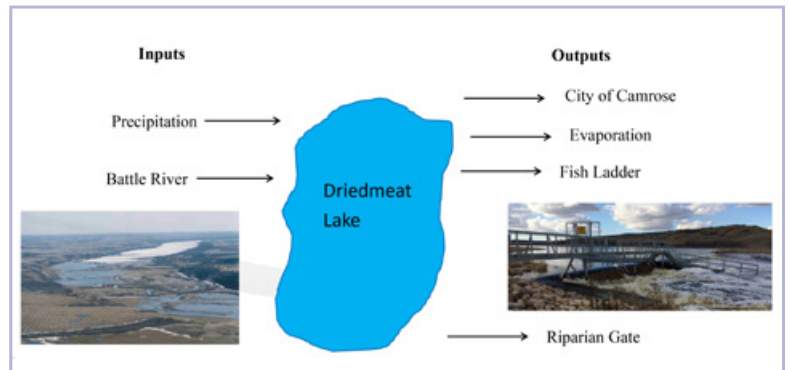 Inputs
Outputs
Precipitation
Battle River
Driedmeat
Lake
City of Camrose
Evaporation
Fish Ladder
Riparian Gate